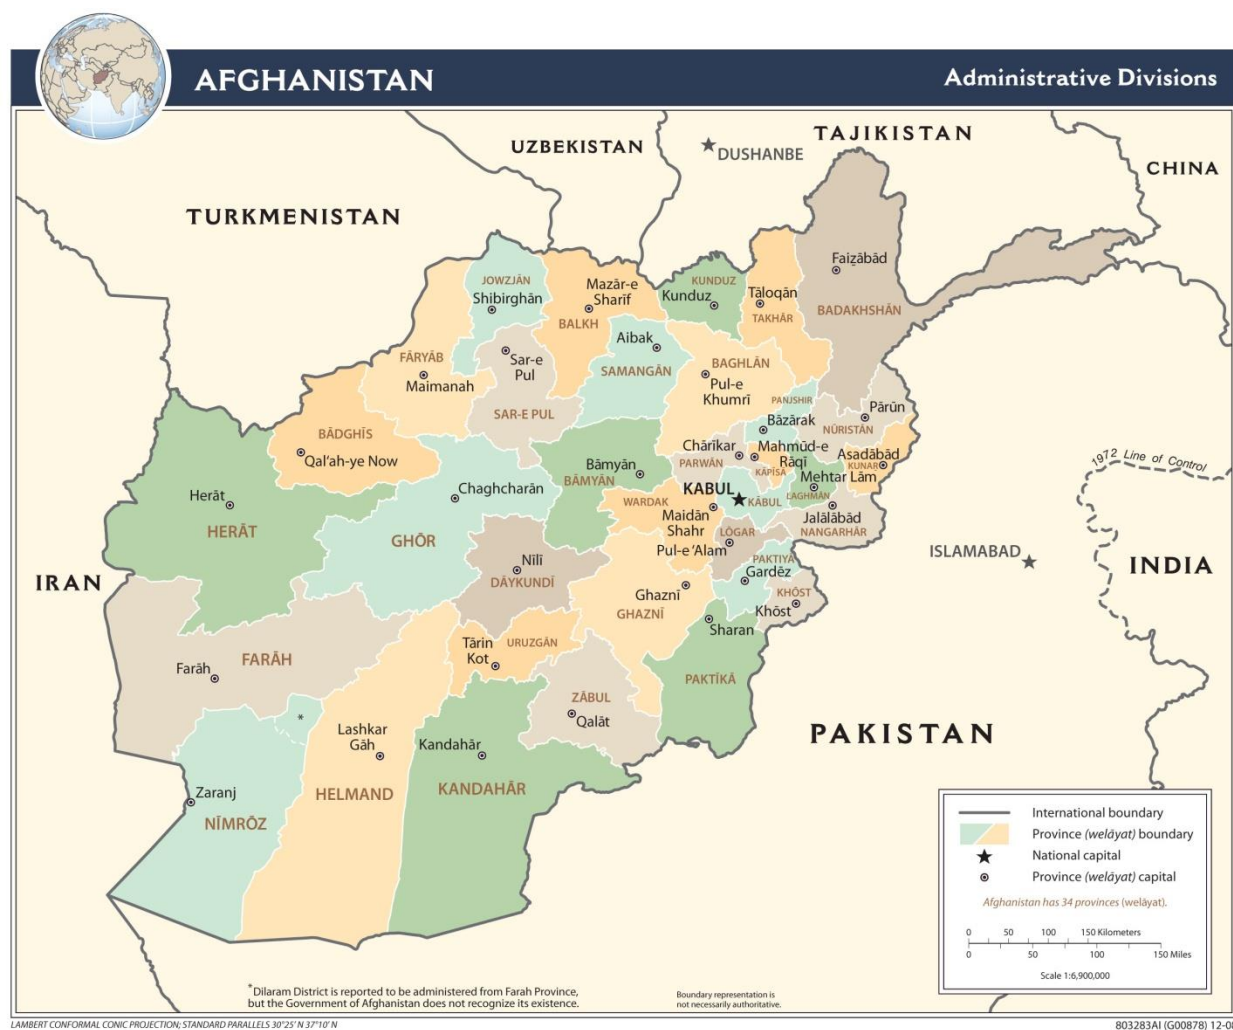 AFGHANISTAN
Administrative Divisions
UZBEKISTAN
DUSHANBE
TAJIKISTAN
CHINA
TURKMENISTAN
JOWZJĀN
Shibirghān
Mazār-e
Sharīf
BALKH
KUNDUZ
Kunduz
Tāloqān
TAKHĀR
Faiẕābād
BADAKHSHĀN
FĀRYĀB
Maimanah
Sar-e
Pul
SAR-E PUL
Aibak
SAMANGĀN
BAGHLĀN
Pul-e
Khumrī
PANJSHIR
Bāzārak
Pārūn
NŪRISTĀN
BĀDGHĪS
Qal‘ah-ye Now
Chārīkar
PARWĀN
Mahmūd-e
Rāqī
KĀPĪSĀ
Asadābād
KUNAR
Mehtar Lām
LAGHMĀN
1972 Line of Control
Herāt
HERĀT
Chaghcharān
GHŌR
Bāmyān
BĀMYĀN
WARDAK
Maidān
Shahr
KABUL
KĀBUL
Jalālābād
NANGARHĀR
LŌGAR
Pul-e ‘Alam
ISLAMABAD
INDIA
IRAN
Nīlī
DĀYKUNDĪ
Ghaznī
GHAZNĪ
PAKTIYĀ
Gardēz
KHŌST
Khōst
Sharan
PAKTĪKĀ
Farāh
FARĀH
Tārin
Kot
URUZGĀN
ZĀBUL
Qalāt
*
Lashkar
Gāh
HELMAND
Kandahār
KANDAHĀR
PAKISTAN
Zaranj
NĪMRŌZ
International boundary
Province (welāyat) boundary
National capital
Province (welāyat) capital
Afghanistan has 34 provinces (welāyat).
0 50 100 150 Kilometers
0 50 100 150 Miles
Scale 1:6,900,000
*Dilaram District is reported to be administered from Farah Province,
but the Government of Afghanistan does not recognize its existence.
Boundary representation is
not necessarily authoritative.
LAMBERT CONFORMAL CONIC PROJECTION; STANDARD PARALLELS 30°25' N 37°10' N
803283AI (G00878) 12-08